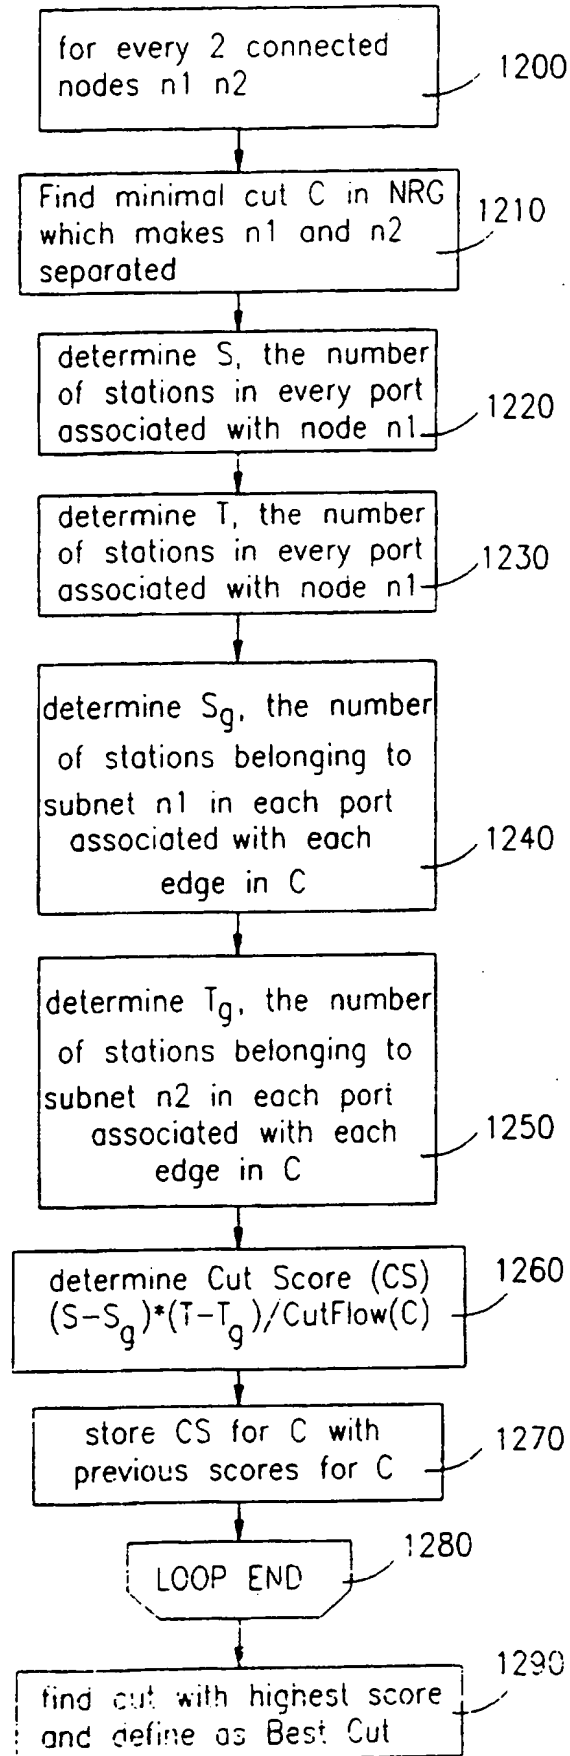 for every 2 connected
nodes n1 n2
1200
Find minimal cut C in NRG
which makes n1 and n2
separated
1210
determine S, the number
of stations in every port
associated with node n1
1220
determine T, the number
of stations in every port
associated with node n1
1230
determine Sg, the number
of stations belonging to
subnet n1 in each port
associated with each
edge in C
1240
determine Tg, the number
of stations belonging to
subnet n2 in each port
associated with each
edge in C
1250
determine Cut Score (CS)
(S-Sg)*(T-Tg)/CutFlow(C)
1260
store CS for C with
previous scores for C
1270
LOOP END
1280
find cut with highest score
and define as Best Cut
1290